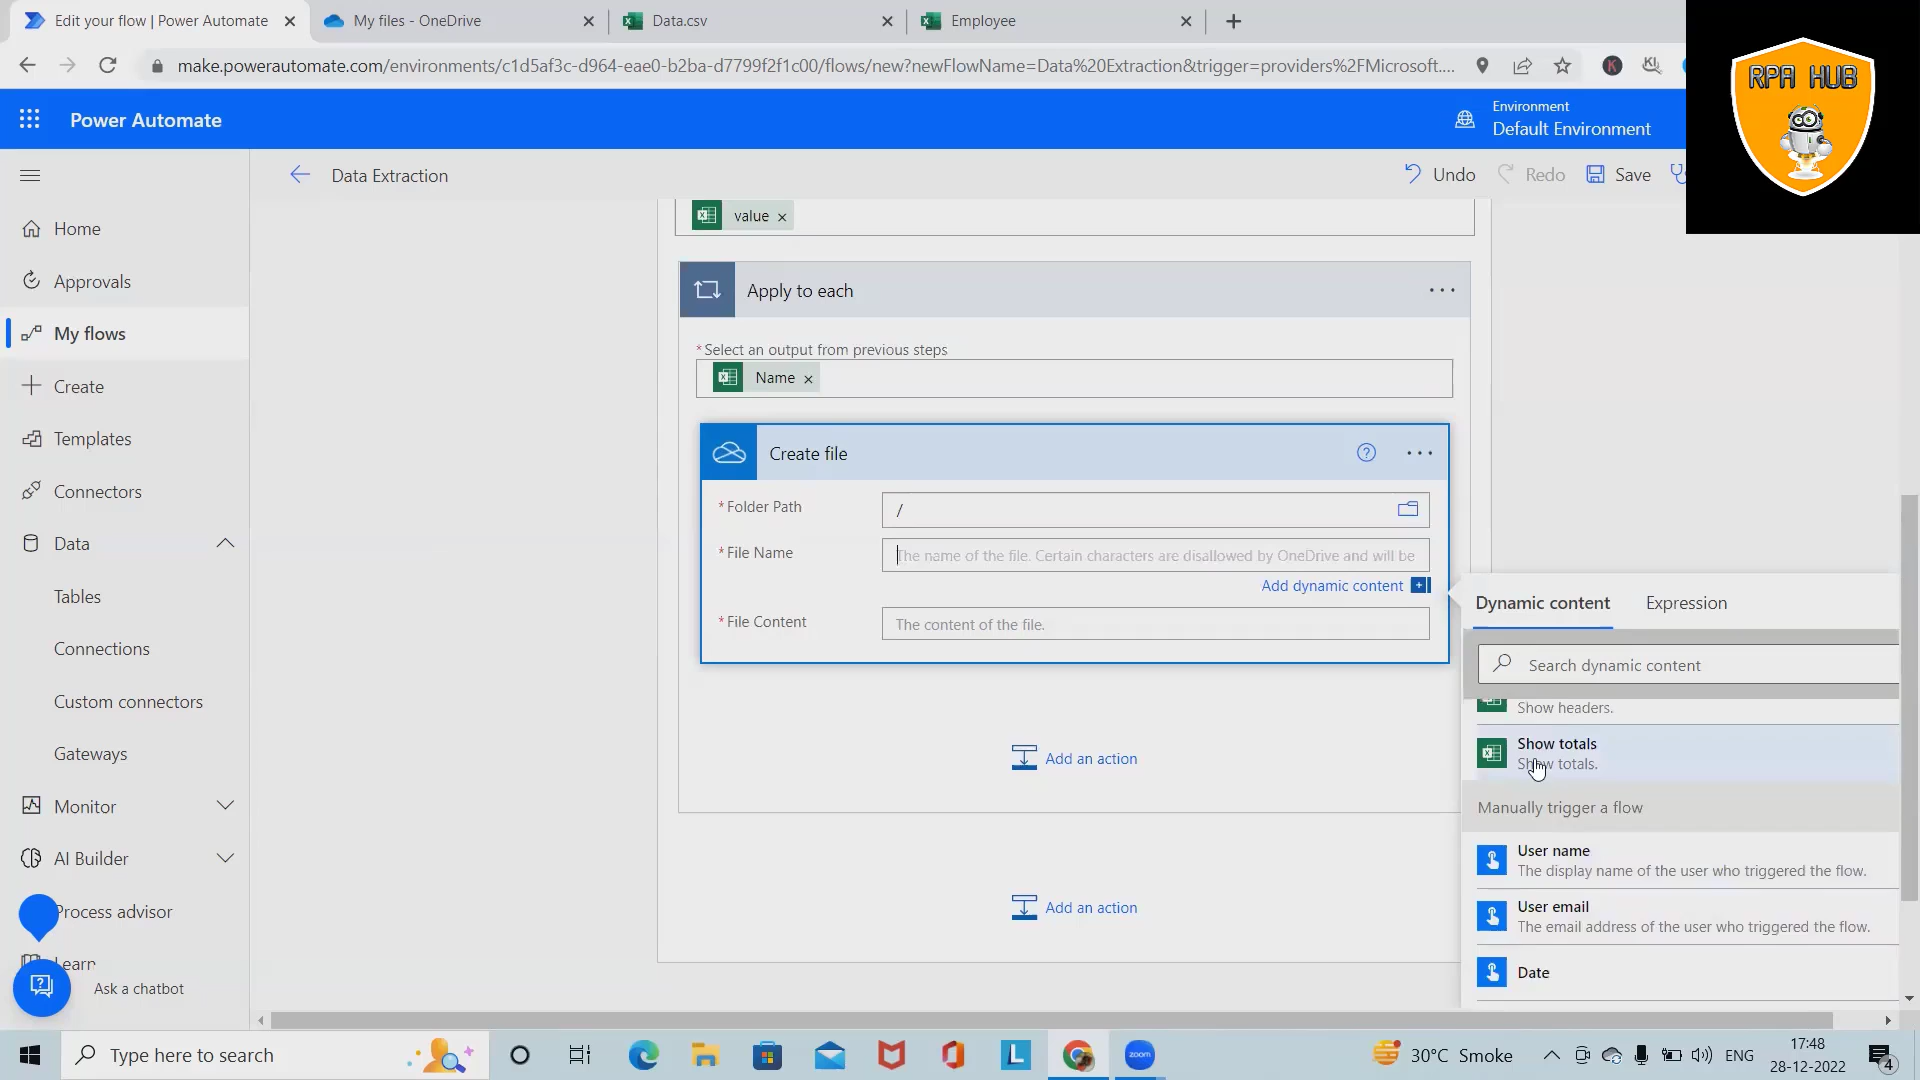 Edit your flow | Power Automate
My files - OneDrive
Data.csv
Employee
make.powerautomate.com/environments/c1d5af3c-d964-eae0-b2ba-d7799f2f1c00/flows/new?newFlowName=Data%20Extraction&trigger=providers%2FMicrosoft....
K
KL
RPA HUB
Power Automate
Environment
Default Environment
Data Extraction
Undo
Redo
Save
Home
Approvals
My flows
Create
Templates
Connectors
Data
Tables
Connections
Custom connectors
Gateways
Monitor
AI Builder
Process advisor
Learn
Ask a chatbot
value
Apply to each
*Select an output from previous steps
Name
Create file
*Folder Path
/
*File Name
The name of the file. Certain characters are disallowed by OneDrive and will be
Add dynamic content
*File Content
The content of the file.
Add an action
Add an action
Dynamic content
Expression
Search dynamic content
Show headers.
Show totals
Show totals.
Manually trigger a flow
User name
The display name of the user who triggered the flow.
User email
The email address of the user who triggered the flow.
Date
Type here to search
L
zoom
30°C Smoke
ENG
17:48
28-12-2022
4